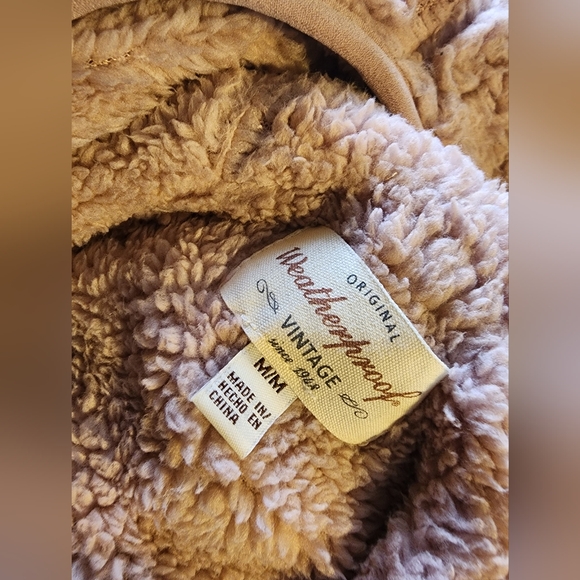 ORIGINAL
Weatherproof®
VINTAGE
since 1948
M/M
MADE IN/
HECHO EN
CHINA